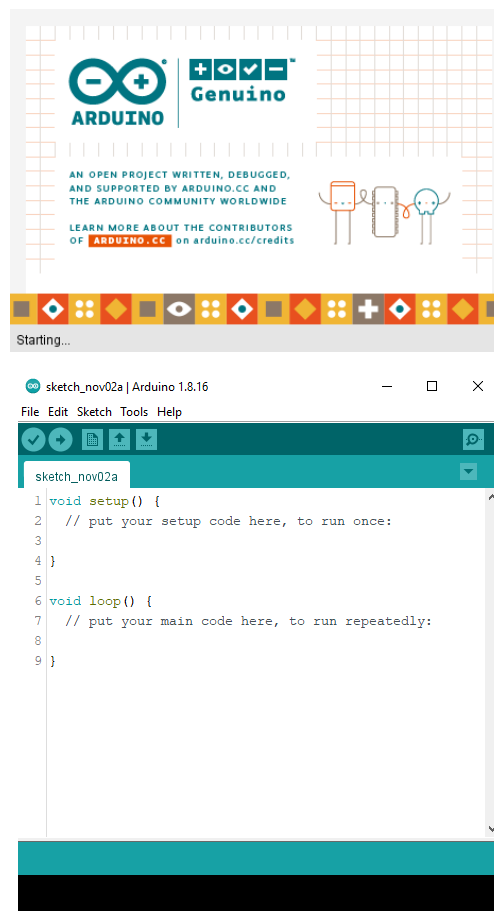 ARDUINO
Genuino
AN OPEN PROJECT WRITTEN, DEBUGGED,
AND SUPPORTED BY ARDUINO.CC AND
THE ARDUINO COMMUNITY WORLDWIDE
LEARN MORE ABOUT THE CONTRIBUTORS
OF ARDUINO.CC on arduino.cc/credits
Starting...
sketch_nov02a | Arduino 1.8.16
File Edit Sketch Tools Help
sketch_nov02a
1 void setup() {
2   // put your setup code here, to run once:
3
4 }
5
6 void loop() {
7   // put your main code here, to run repeatedly:
8
9 }